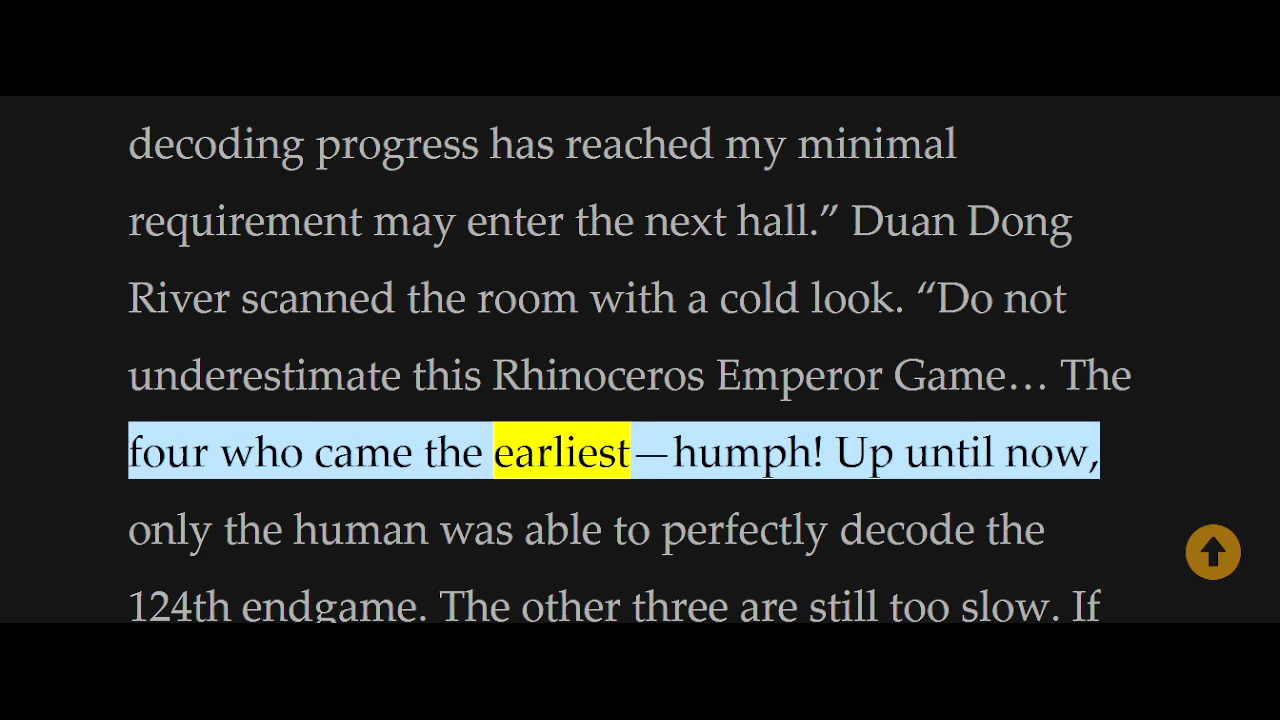 decoding progress has reached my minimal
requirement may enter the next hall.” Duan Dong
River scanned the room with a cold look. “Do not
underestimate this Rhinoceros Emperor Game… The
four who came the earliest—humph! Up until now,
only the human was able to perfectly decode the
124th endgame. The other three are still too slow. If